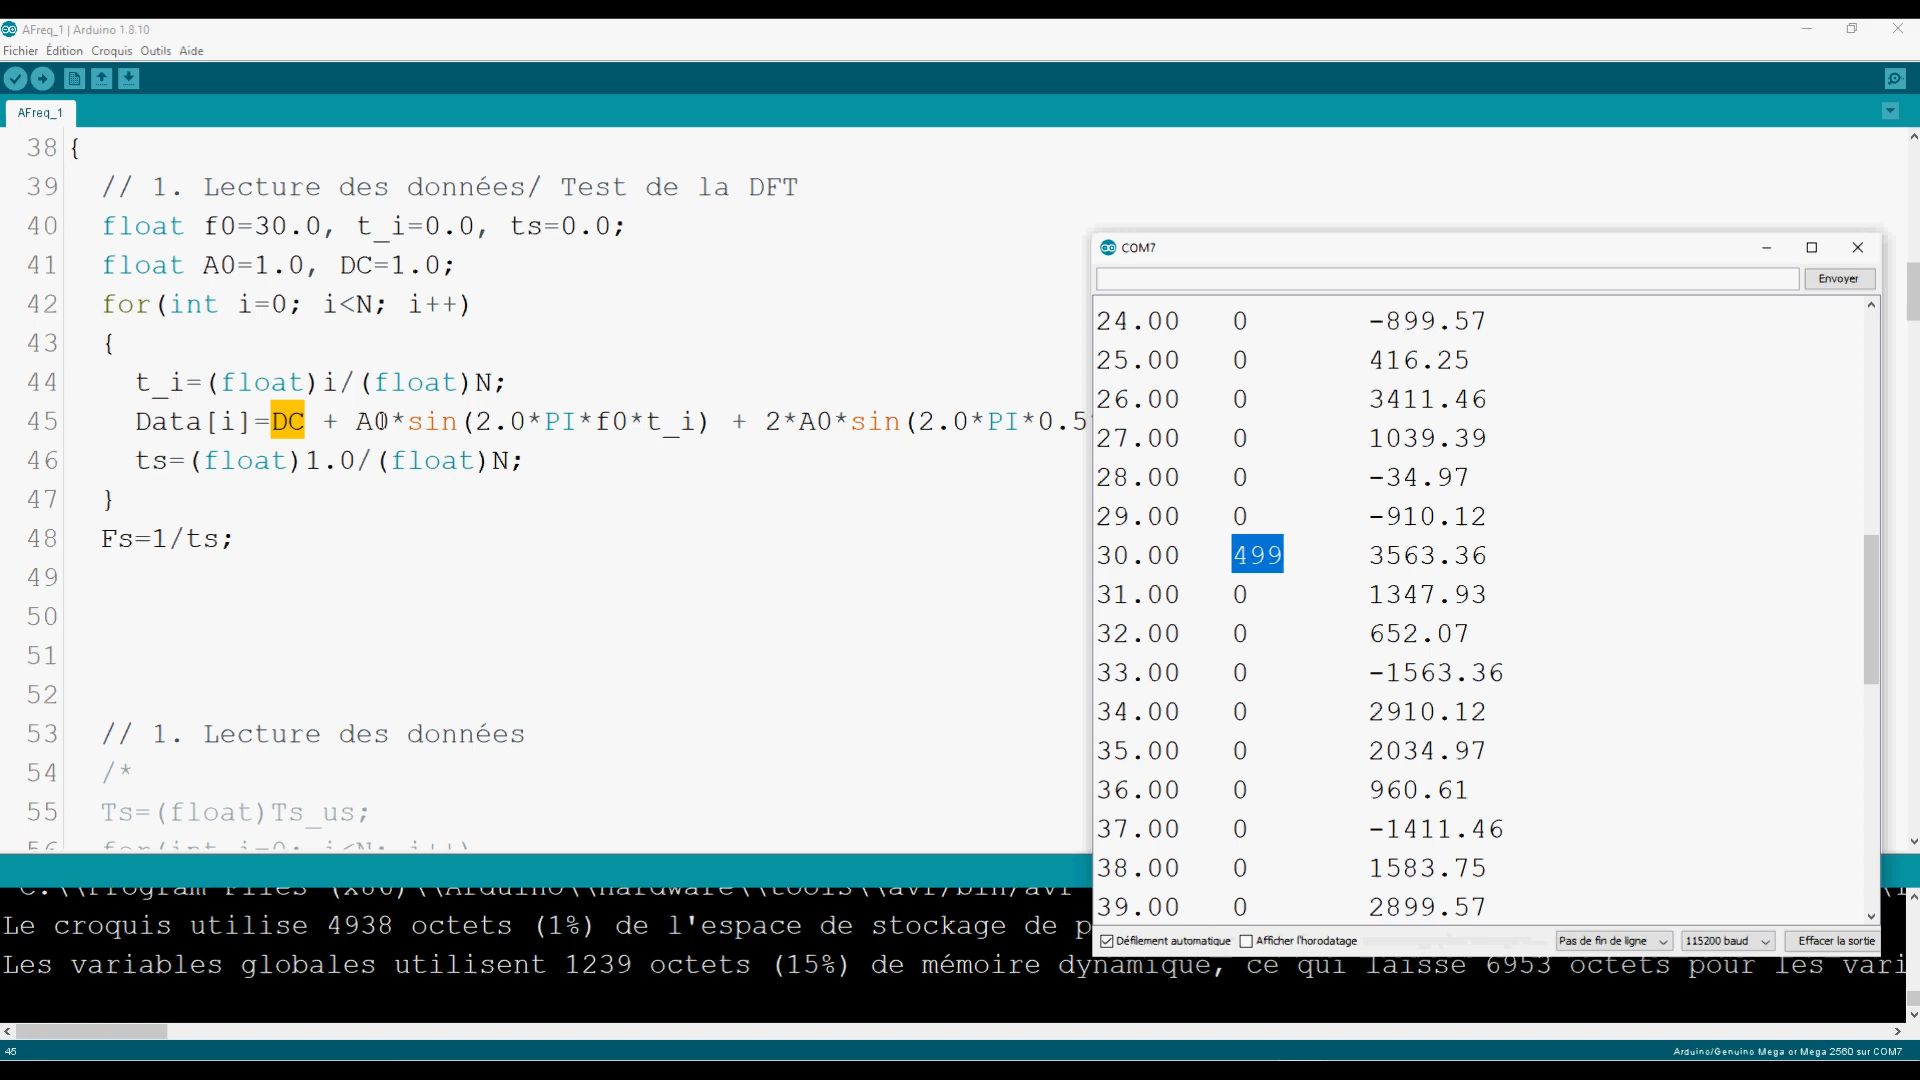 AFreq_1 | Arduino 1.8.10
Fichier Édition Croquis Outils Aide
AFreq_1
38 {
39 // 1. Lecture des données/ Test de la DFT
40 float f0=30.0, t_i=0.0, ts=0.0;
41 float A0=1.0, DC=1.0;
42 for(int i=0; i<N; i++)
43 {
44 t_i=(float)i/(float)N;
45 Data[i]=DC + A0*sin(2.0*PI*f0*t_i) + 2*A0*sin(2.0*PI*0.5
46 ts=(float)1.0/(float)N;
47 }
48 Fs=1/ts;
49
50
51
52
53 // 1. Lecture des données
54 /*
55 Ts=(float)Ts_us;
56 for(int i=0; i<N; i++)
COM7
Envoyer
24.00 0 -899.57
25.00 0 416.25
26.00 0 3411.46
27.00 0 1039.39
28.00 0 -34.97
29.00 0 -910.12
30.00 499 3563.36
31.00 0 1347.93
32.00 0 652.07
33.00 0 -1563.36
34.00 0 2910.12
35.00 0 2034.97
36.00 0 960.61
37.00 0 -1411.46
38.00 0 1583.75
39.00 0 2899.57
Défilement automatique Afficher l'horodatage Pas de fin de ligne 115200 baud Effacer la sortie
Le croquis utilise 4938 octets (1%) de l'espace de stockage de p
Les variables globales utilisent 1239 octets (15%) de mémoire dynamique, ce qui laisse 6953 octets pour les vari
45
Arduino/Genuino Mega or Mega 2560 sur COM7